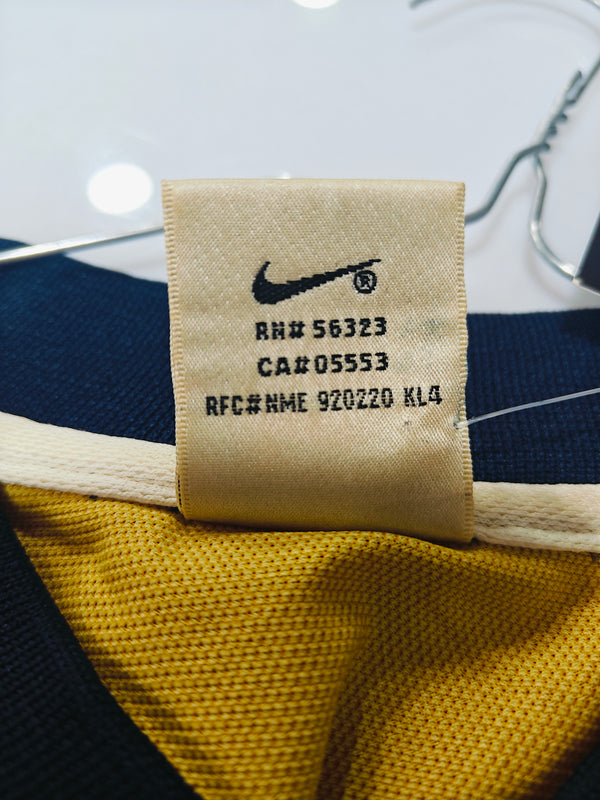 ®
RN# 56323
CA# 05553
RFC# NME 920220 KL4